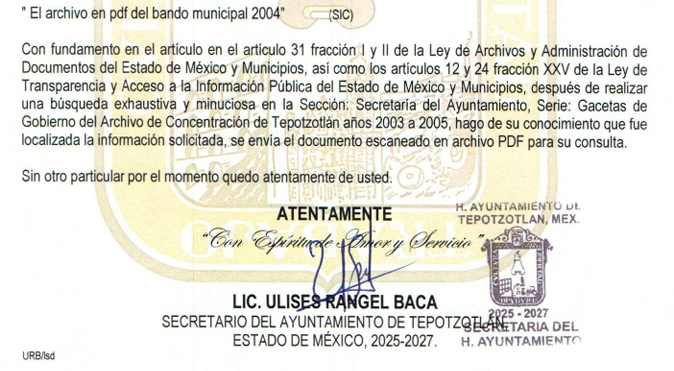 " El archivo en pdf del bando municipal 2004" (SIC)
Con fundamento en el artículo en el artículo 31 fracción I y II de la Ley de Archivos y Administración de
Documentos del Estado de México y Municipios, así como los artículos 12 y 24 fracción XXV de la Ley de
Transparencia y Acceso a la Información Pública del Estado de México y Municipios, después de realizar
una búsqueda exhaustiva y minuciosa en la Sección: Secretaría del Ayuntamiento, Serie: Gacetas de
Gobierno del Archivo de Concentración de Tepotzotlán años 2003 a 2005, hago de su conocimiento que fue
localizada la información solicitada, se envía el documento escaneado en archivo PDF para su consulta.
Sin otro particular por el momento quedo atentamente de usted.
ATENTAMENTE
"Con Espíritu de Amor y Servicio"
LIC. ULISES RANGEL BACA
SECRETARIO DEL AYUNTAMIENTO DE TEPOTZOTLÁN
ESTADO DE MÉXICO, 2025-2027.
H. AYUNTAMIENTO DE
TEPOTZOTLAN, MEX.
2025 - 2027
SECRETARIA DEL
H. AYUNTAMIENTO
URB/lsd